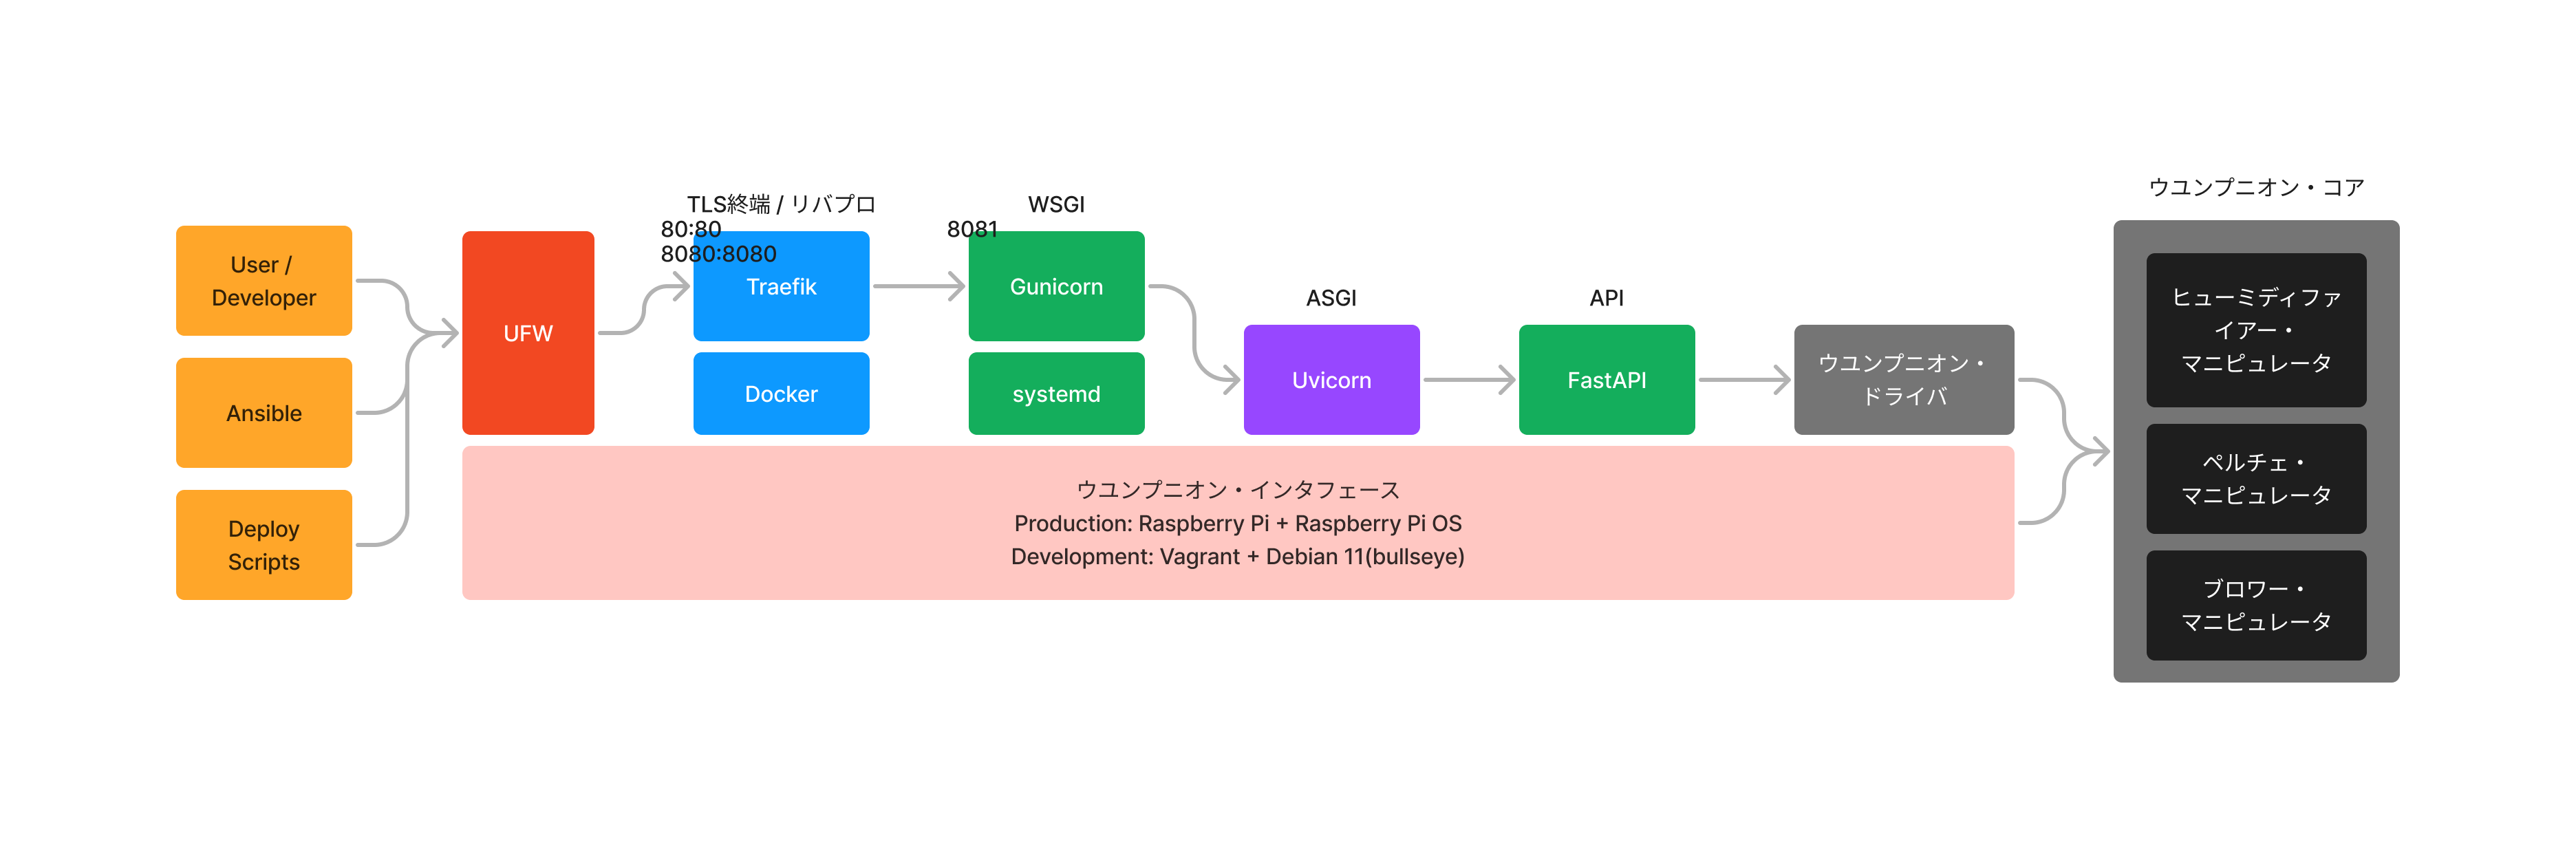 User /
Developer
Ansible
Deploy
Scripts
UFW
TLS終端 / リバプロ
80:80
8080:8080
Traefik
Docker
WSGI
8081
Gunicorn
systemd
ASGI
Uvicorn
API
FastAPI
ウユンプニオン・
ドライバ
ウユンプニオン・インタフェース
Production: Raspberry Pi + Raspberry Pi OS
Development: Vagrant + Debian 11(bullseye)
ウユンプニオン・コア
ヒューミディファ
イアー・
マニピュレータ
ペルチェ・
マニピュレータ
ブロワー・
マニピュレータ